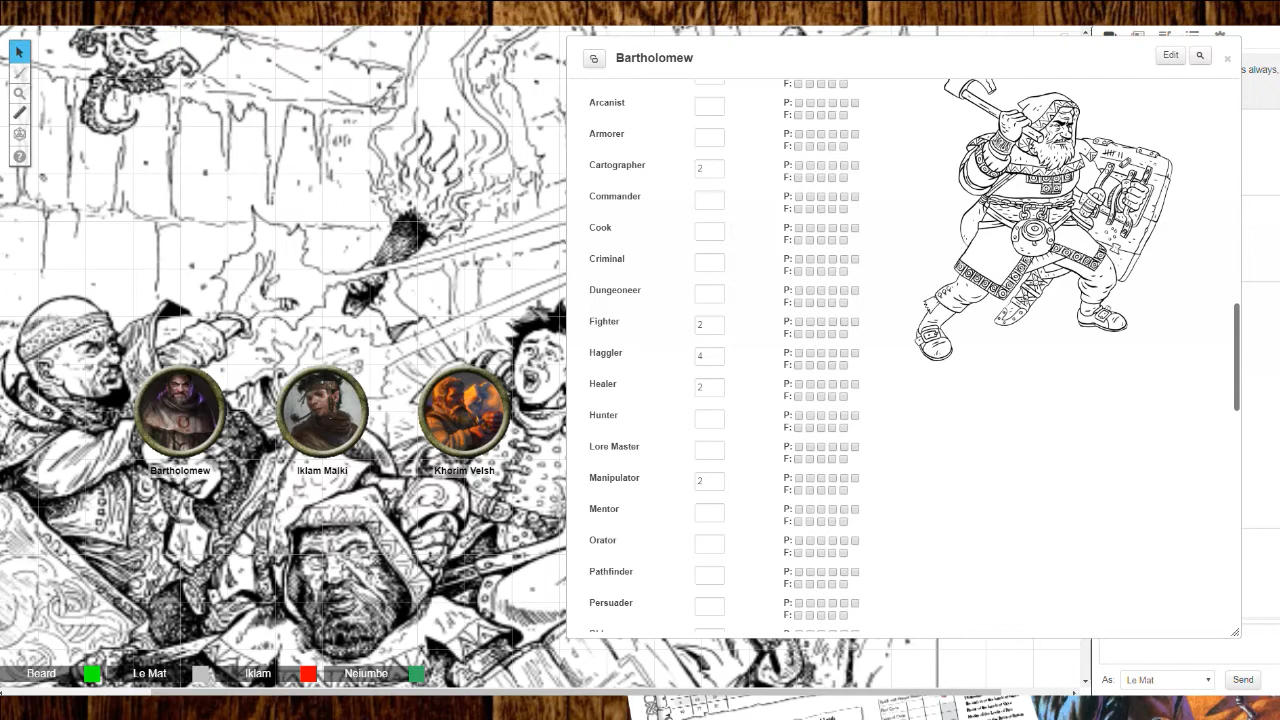 Bartholomew
Edit
s always,
F:
Arcanist P:
F:
Armorer P:
F:
Cartographer 2 P:
F:
Commander P:
F:
Cook P:
F:
Criminal P:
F:
Dungeoneer P:
F:
Fighter 2 P:
F:
Haggler 4 P:
F:
Healer 2 P:
F:
Hunter P:
F:
Lore Master P:
F:
Manipulator 2 P:
F:
Mentor P:
F:
Orator P:
F:
Pathfinder P:
F:
Persuader P:
F:
Bartholomew
Iklam Malki
Khorim Velsh
Beard
Le Mat
Iklam
Neiumbe
Le Mat
Send